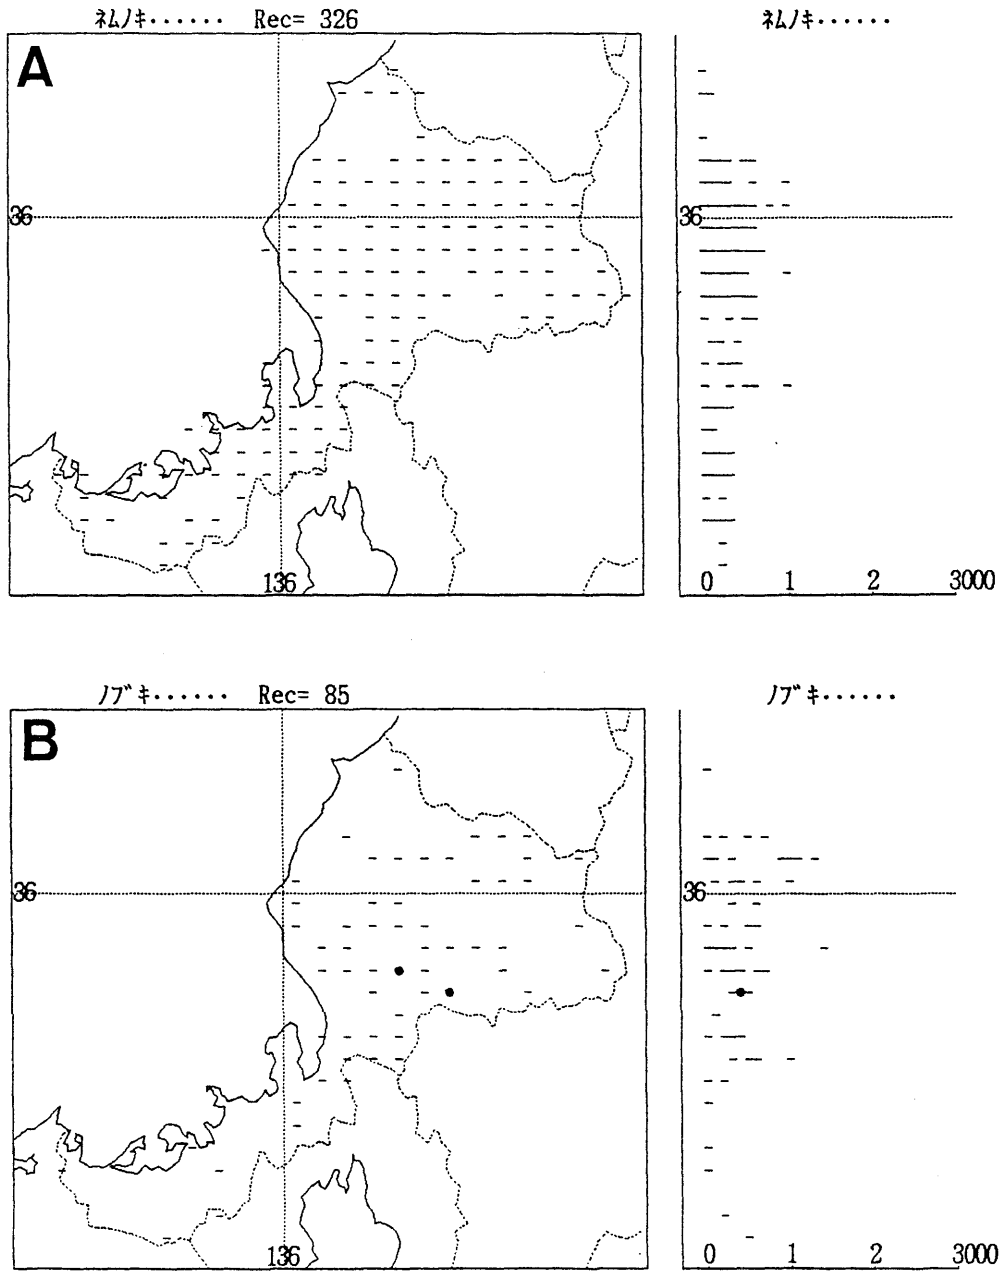 ﾈﾑﾉｷ······ Rec= 326
ﾈﾑﾉｷ······
A
36
36
136
0 1 2 3000
ﾉﾌﾞｷ······ Rec= 85
ﾉﾌﾞｷ······
B
36
36
136
0 1 2 3000